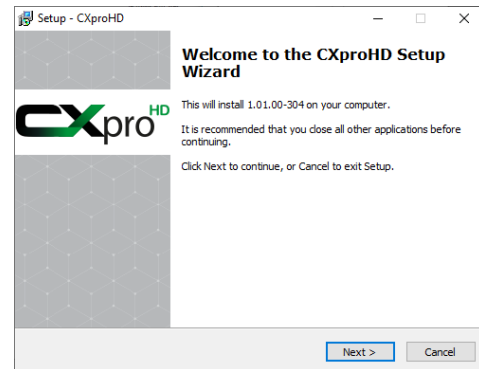 Setup - CXproHD
Welcome to the CXproHD Setup
Wizard
CXpro HD
This will install 1.01.00-304 on your computer.
It is recommended that you close all other applications before
continuing.
Click Next to continue, or Cancel to exit Setup.
Next >
Cancel